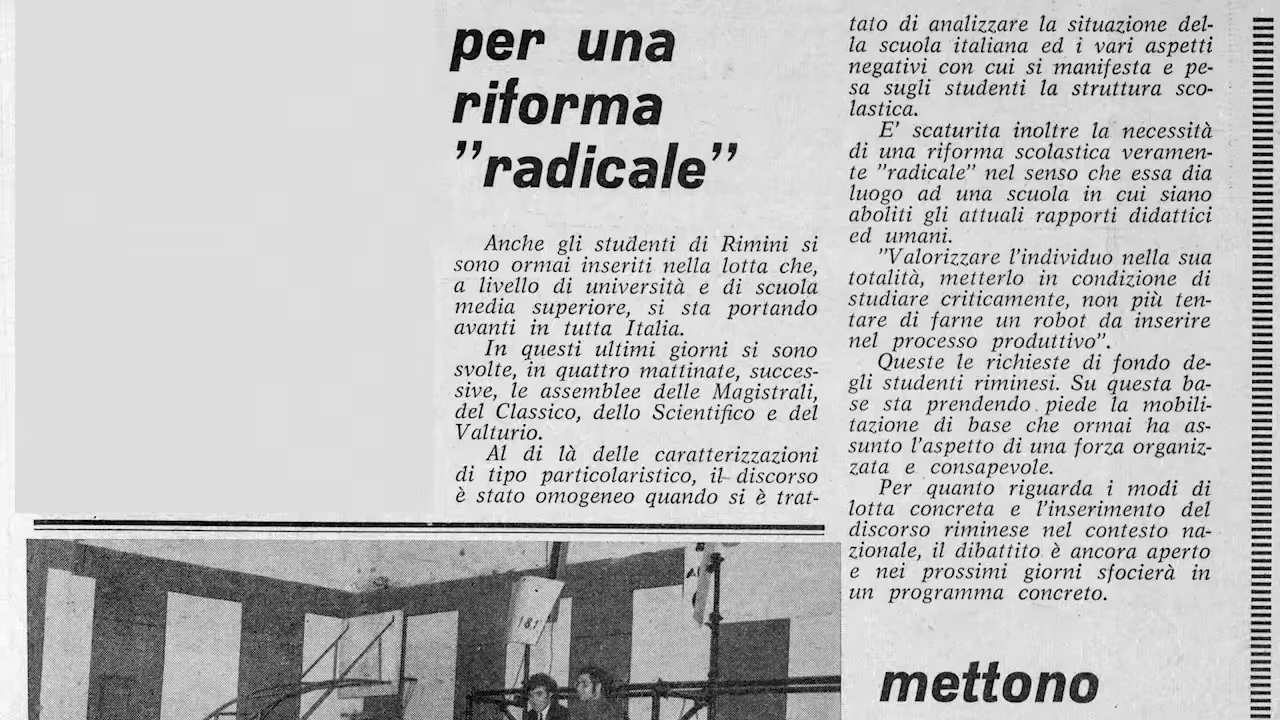 per una
riforma
"radicale"
Anche gli studenti di Rimini si
sono ormai inseriti nella lotta che,
a livello di università e di scuola
media superiore, si sta portando
avanti in tutta Italia.
In questi ultimi giorni si sono
svolte, in quattro mattinate, succes-
sive, le assemblee delle Magistrali,
del Classico, dello Scientifico e del
Valturio.
Al di là delle caratterizzazioni
di tipo particolaristico, il discorso
è stato omogeneo quando si è trat-
tato di analizzare la situazione del-
la scuola italiana ed i vari aspetti
negativi con cui si manifesta e pe-
sa sugli studenti la struttura sco-
lastica.
E' scaturita inoltre la necessità
di una riforma scolastica veramen-
te "radicale" nel senso che essa dia
luogo ad una scuola in cui siano
aboliti gli attuali rapporti didattici
ed umani.
"Valorizzare l'individuo nella sua
totalità, metterlo in condizione di
studiare criticamente, non più ten-
tare di farne un robot da inserire
nel processo produttivo".
Queste le richieste di fondo de-
gli studenti riminesi. Su questa ba-
se sta prendendo piede la mobili-
tazione di base che ormai ha as-
sunto l'aspetto di una forza organiz-
zata e consapevole.
Per quanto riguarda i modi di
lotta concreta e l'inserimento del
discorso riminese nel contesto na-
zionale, il dibattito è ancora aperto
e nei prossimi giorni sfocierà in
un programma concreto.
mettono